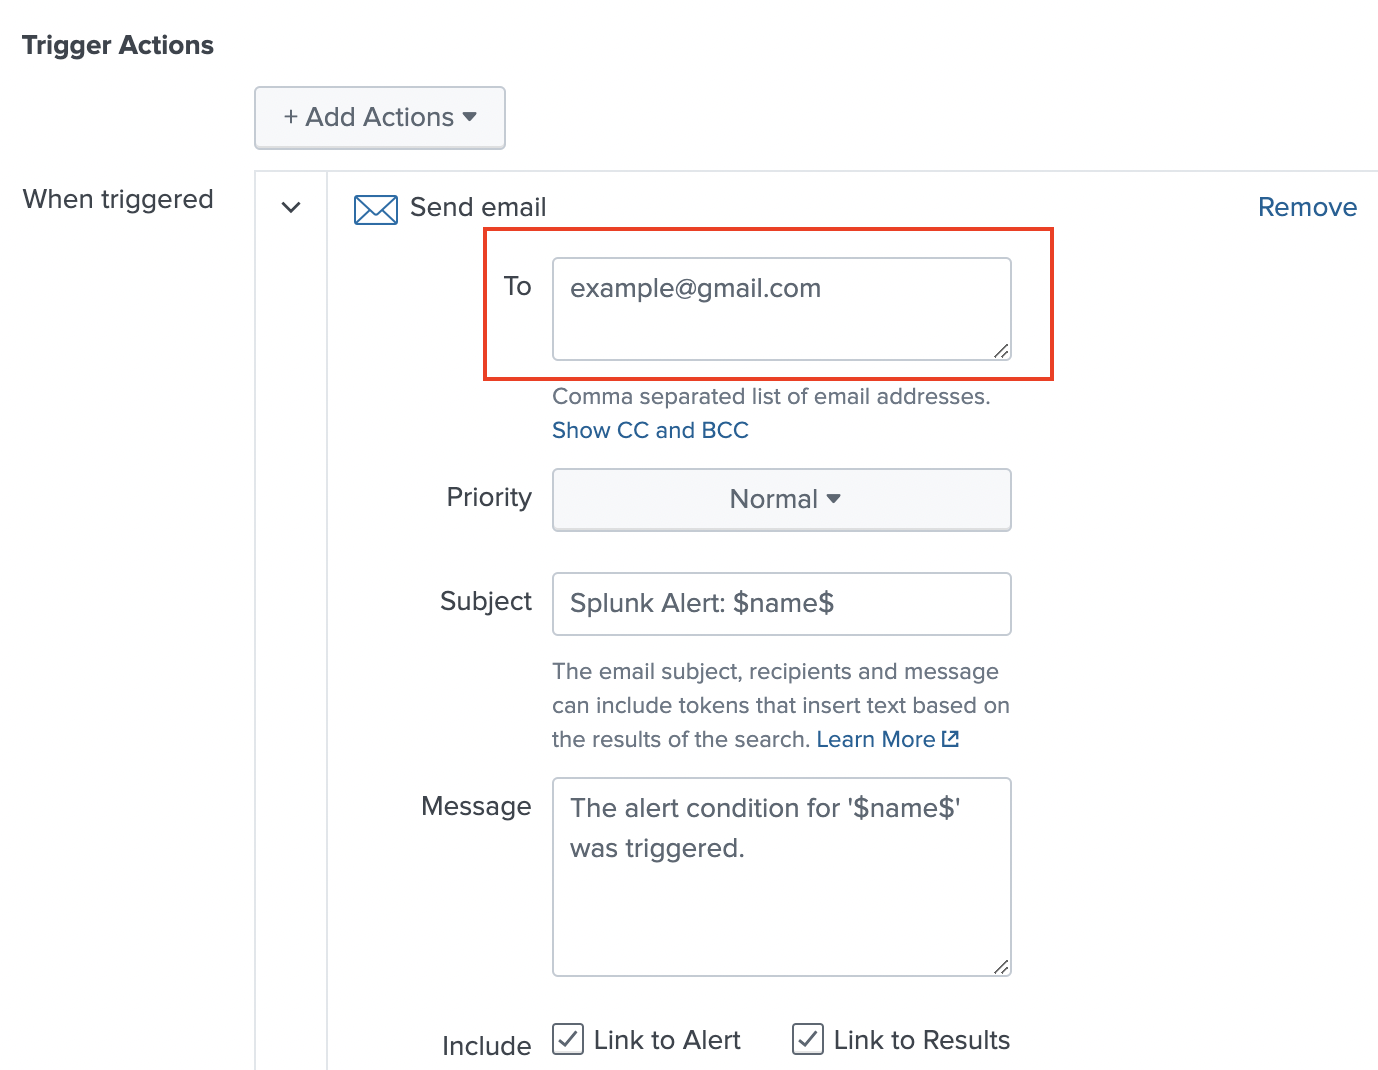 Trigger Actions
+ Add Actions
When triggered
Send email
Remove
To
example@gmail.com
Comma separated list of email addresses.
Show CC and BCC
Priority
Normal
Subject
Splunk Alert: $name$
The email subject, recipients and message
can include tokens that insert text based on
the results of the search. Learn More
Message
The alert condition for '$name$'
was triggered.
Include
Link to Alert
Link to Results